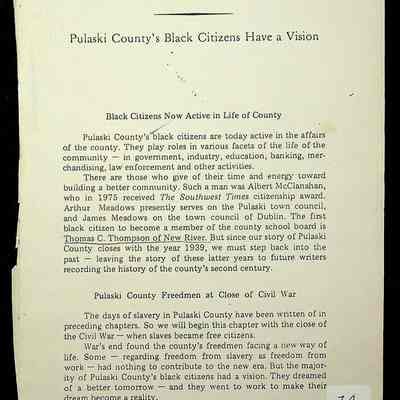 Pulaski County's Black Citizens Have a Vision
Black Citizens Now Active in Life of County
Pulaski County's black citizens are today active in the affairs
of the county. They play roles in various facets of the life of the
community — in government, industry, education, banking, mer-
chandising, law enforcement and other activities.
There are those who give of their time and energy toward
building a better community. Such a man was Albert McClanahan,
who in 1975 received The Southwest Times citizenship award.
Arthur Meadows presently serves on the Pulaski town council,
and James Meadows on the town council of Dublin. The first
black citizen to become a member of the county school board is
Thomas C. Thompson of New River. But since our story of Pulaski
County closes with the year 1939, we must step back into the
past — leaving the story of these latter years to future writers
recording the history of the county's second century.
Pulaski County Freedmen at Close of Civil War
The days of slavery in Pulaski County have been written of in
preceding chapters. So we will begin this chapter with the close of
the Civil War — when slaves became free citizens.
War's end found the county's freedmen facing a new way of
life. Some — regarding freedom from slavery as freedom from
work — had nothing to contribute to the new era. But the major-
ity of Pulaski County's black citizens had a vision. They dreamed
of a better tomorrow — and they went to work to make their
dream become a reality.